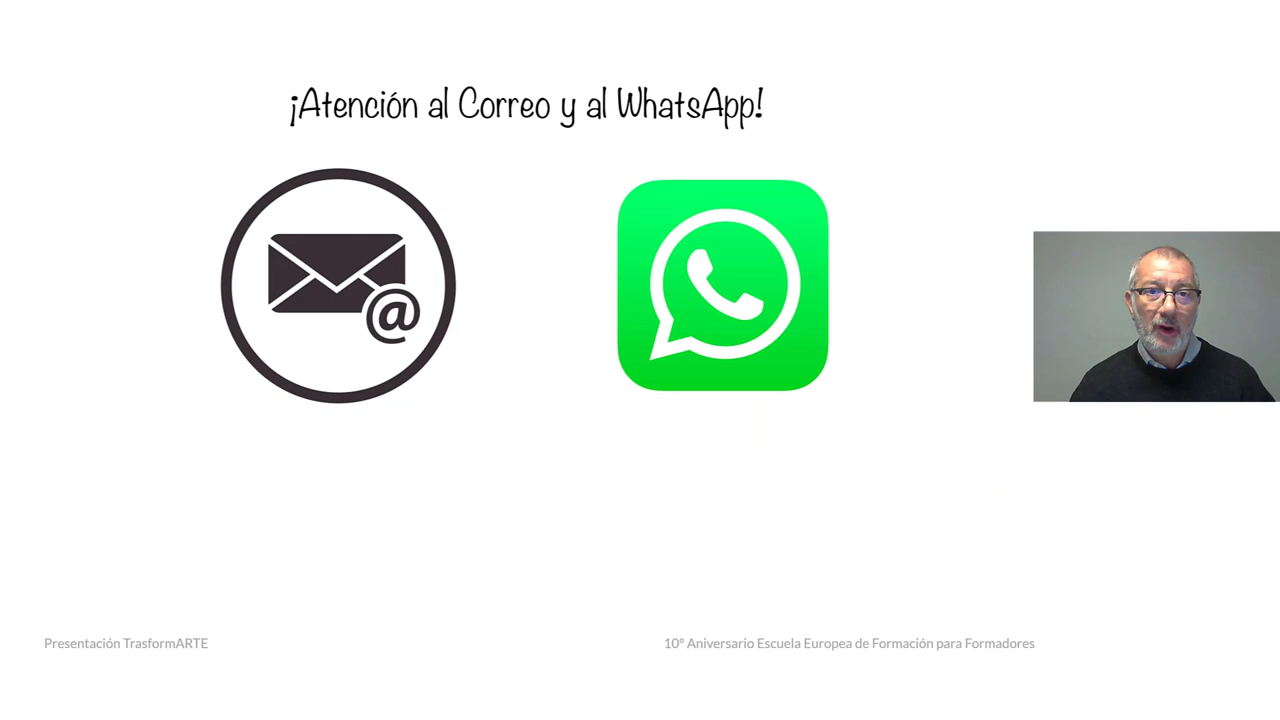 ¡Atención al Correo y al WhatsApp!
@
Presentación TrasformARTE
10º Aniversario Escuela Europea de Formación para Formadores